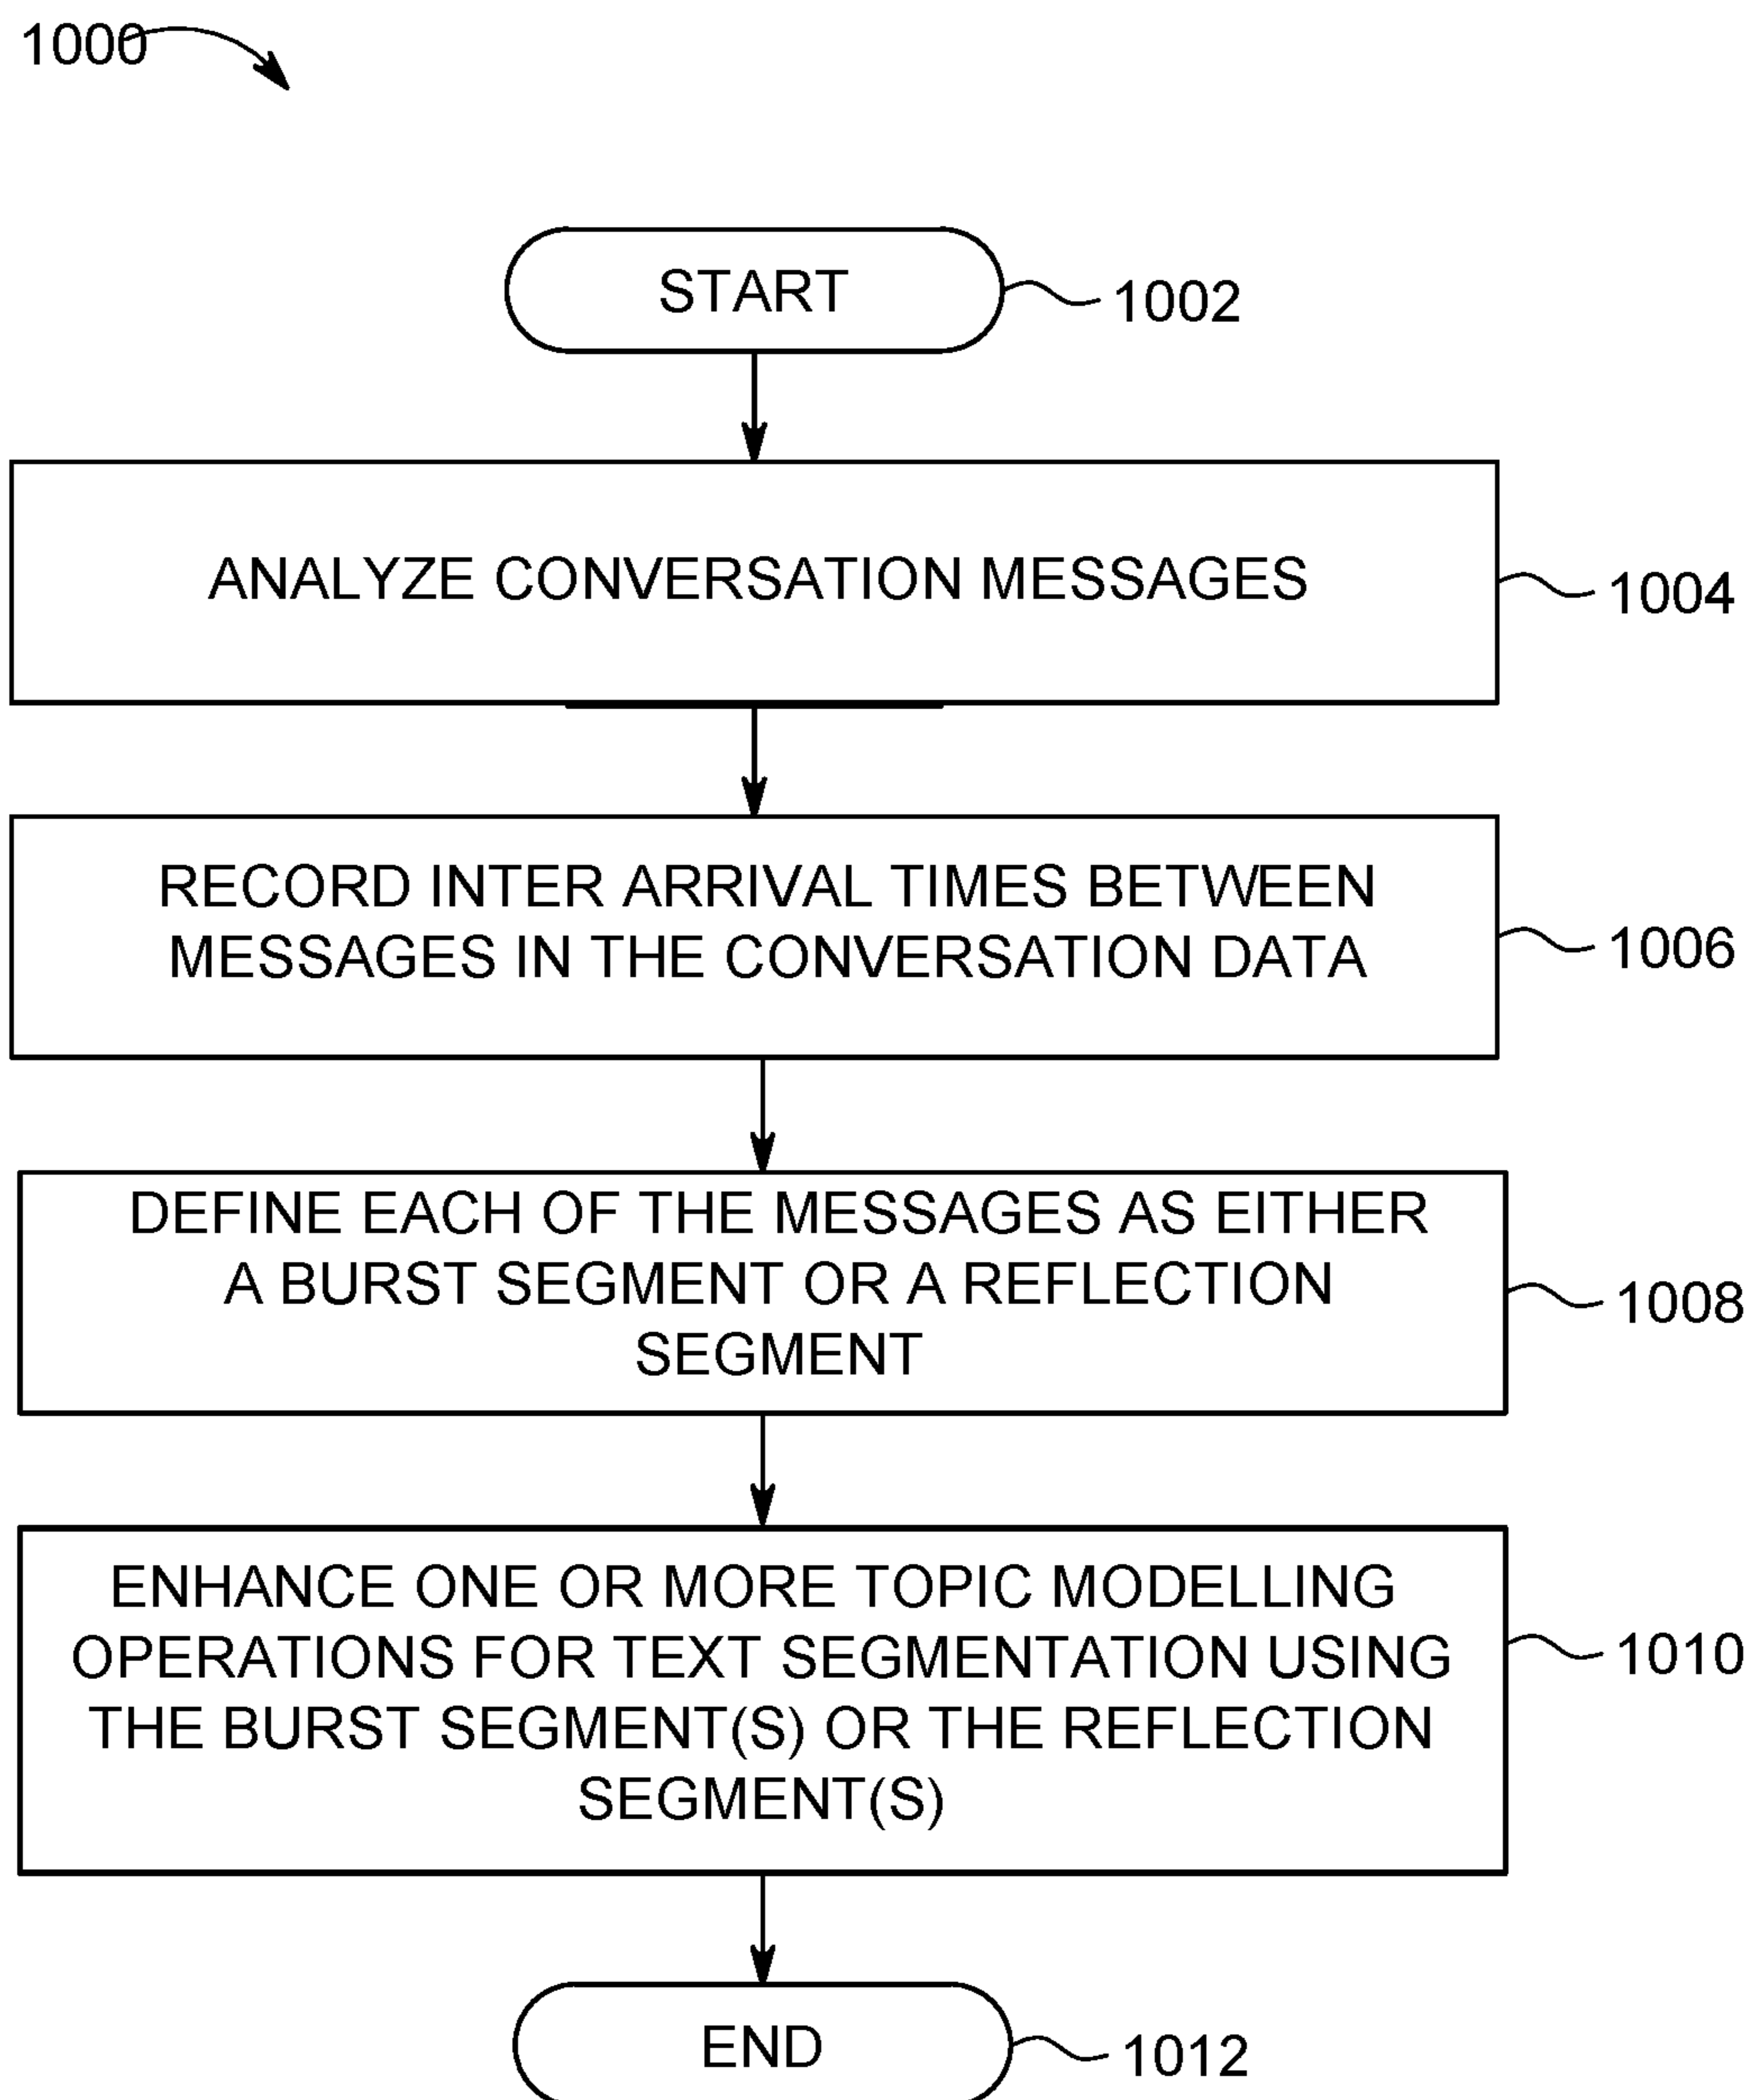 1000
START
1002
ANALYZE CONVERSATION MESSAGES
1004
RECORD INTER ARRIVAL TIMES BETWEEN
MESSAGES IN THE CONVERSATION DATA
1006
DEFINE EACH OF THE MESSAGES AS EITHER
A BURST SEGMENT OR A REFLECTION
SEGMENT
1008
ENHANCE ONE OR MORE TOPIC MODELLING
OPERATIONS FOR TEXT SEGMENTATION USING
THE BURST SEGMENT(S) OR THE REFLECTION
SEGMENT(S)
1010
END
1012